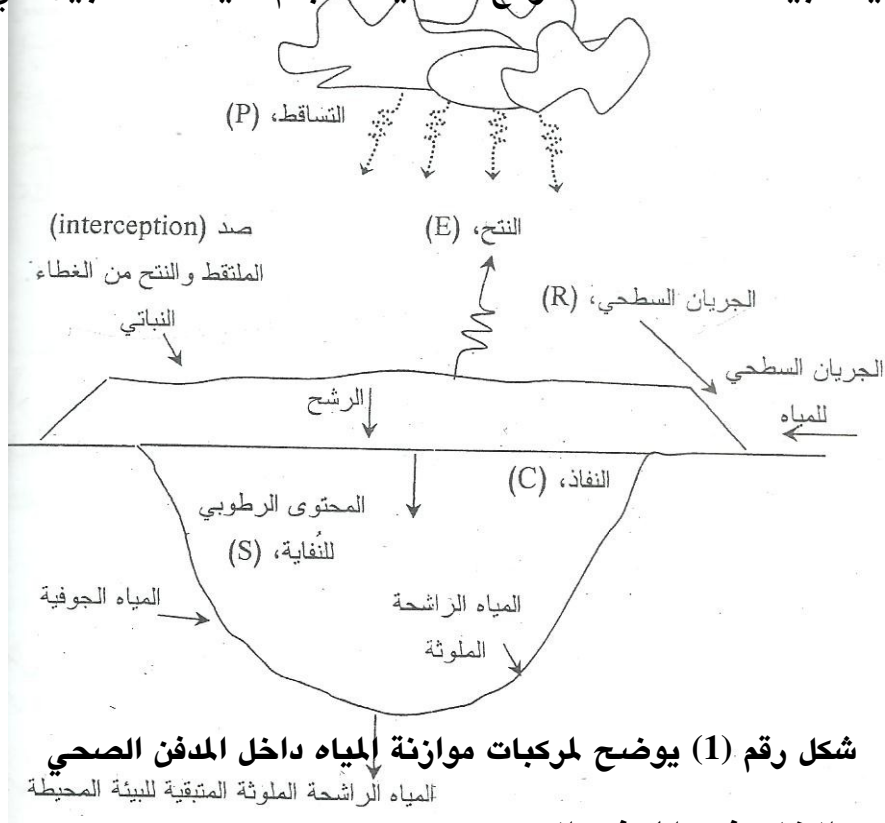 التساقط، (P)
صد (interception)
الملتقط والنتح من الغطاء
النباتي
النتح، (E)
الجريان السطحي، (R)
الجريان السطحي
للمياه
الرشح
النفاذ، (C)
المحتوى الرطوبي
للنُفاية، (S)
المياه الجوفية
المياه الراشحة
الملوثة
شكل رقم (1) يوضح لمركبات موازنة المياه داخل المدفن الصحي
المياه الراشحة الملوثة المتبقية للبيئة المحيطة